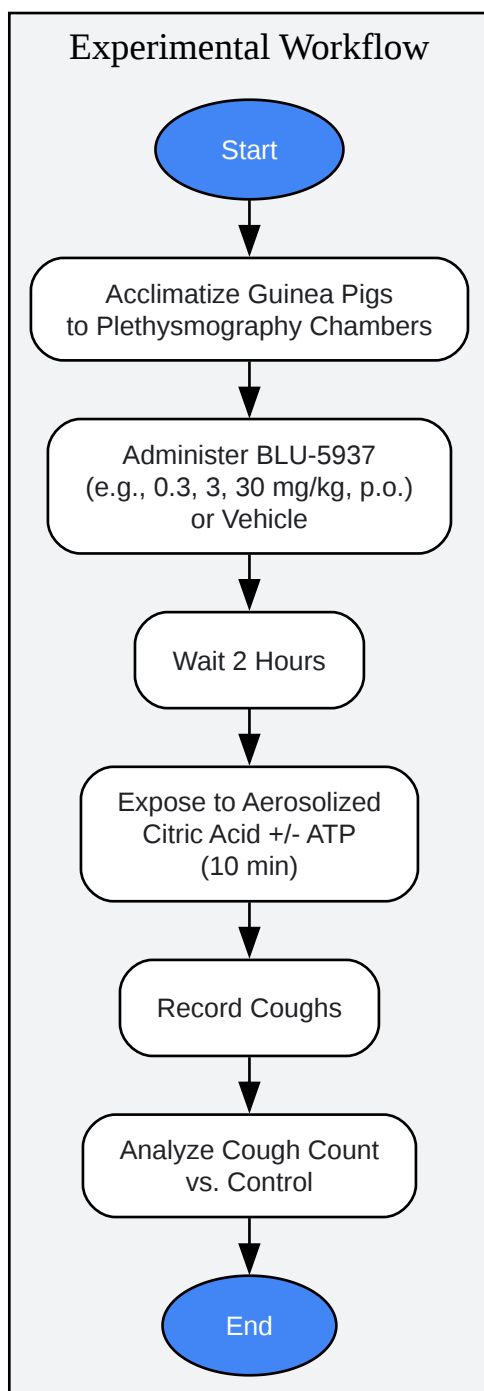 Experimental Workflow
Start
Acclimatize Guinea Pigs
to Plethysmography Chambers
Administer BLU-5937
(e.g., 0.3, 3, 30 mg/kg, p.o.)
or Vehicle
Wait 2 Hours
Expose to Aerosolized
Citric Acid +/- ATP
(10 min)
Record Coughs
Analyze Cough Count
vs. Control
End